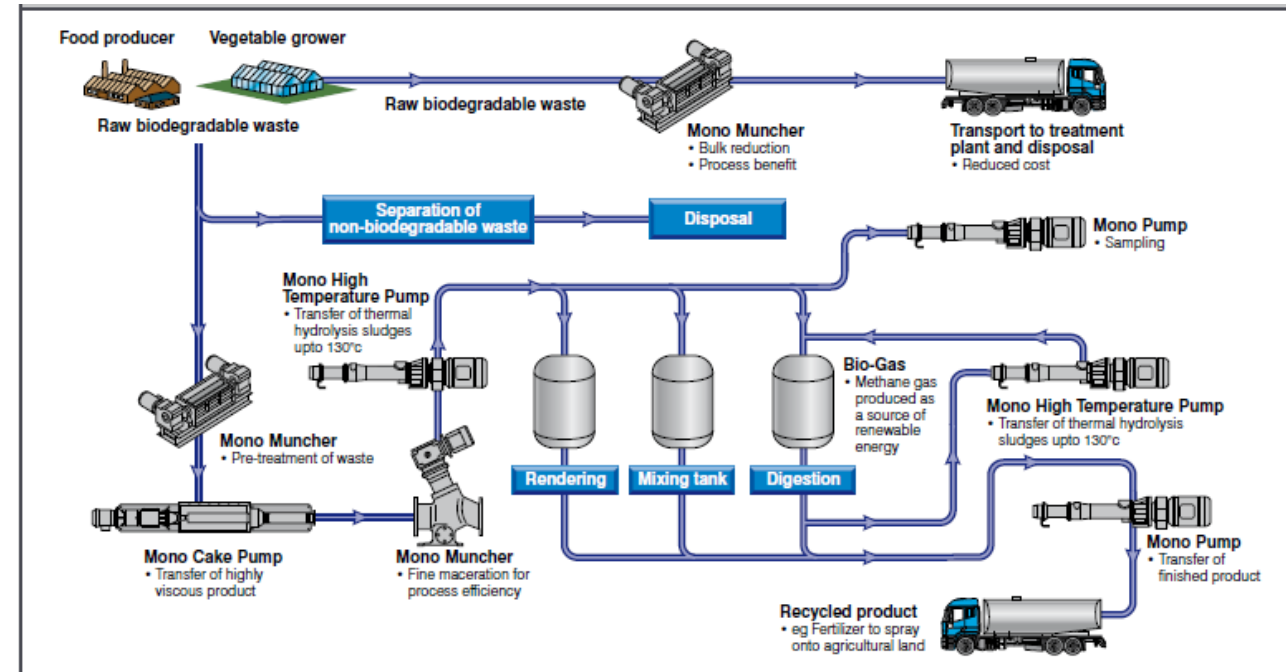 Food producer
Vegetable grower
Raw biodegradable waste
Raw biodegradable waste
Mono Muncher
• Bulk reduction
• Process benefit
Transport to treatment
plant and disposal
• Reduced cost
Separation of
non-biodegradable waste
Disposal
Mono Pump
• Sampling
Mono High
Temperature Pump
• Transfer of thermal
hydrolysis sludges
upto 130°c
Bio-Gas
• Methane gas
produced as
a source of
renewable
energy
Mono High Temperature Pump
• Transfer of thermal hydrolysis
sludges upto 130°c
Mono Muncher
• Pre-treatment of waste
Rendering
Mixing tank
Digestion
Mono Cake Pump
• Transfer of highly
viscous product
Mono Muncher
• Fine maceration for
process efficiency
Mono Pump
• Transfer of
finished product
Recycled product
• eg Fertilizer to spray
onto agricultural land